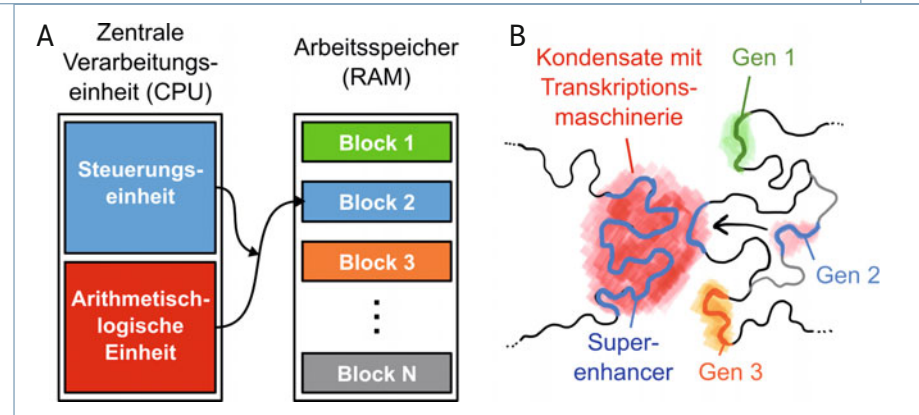 A
Zentrale
Verarbeitungs-
einheit (CPU)
Steuerungs-
einheit
Arithmetisch-
logische
Einheit
Arbeitsspeicher
(RAM)
Block 1
Block 2
Block 3
Block N
B
Kondensate mit
Transkriptions-
maschinerie
Gen 1
Gen 2
Super-
enhancer
Gen 3